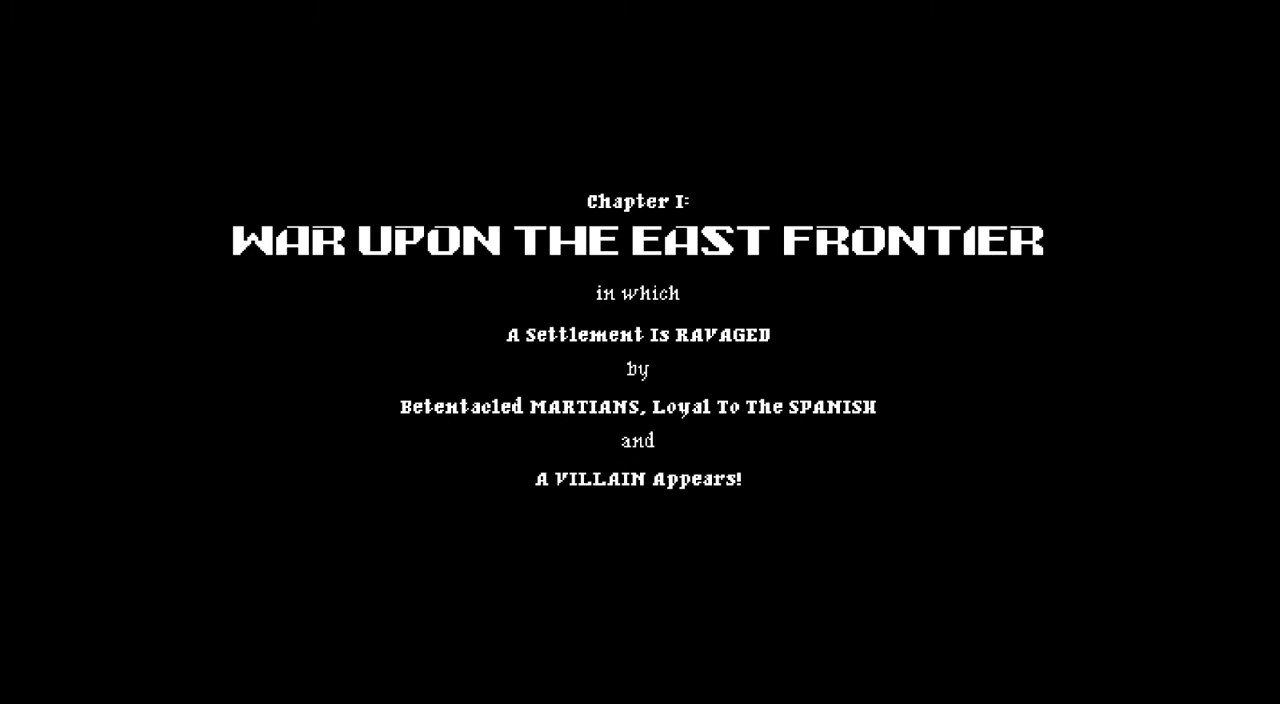 Chapter I:
WAR UPON THE EAST FRONTIER
in which
A Settlement Is RAVAGED
by
Betentacled MARTIANS, Loyal To The SPANISH
and
A VILLAIN Appears!